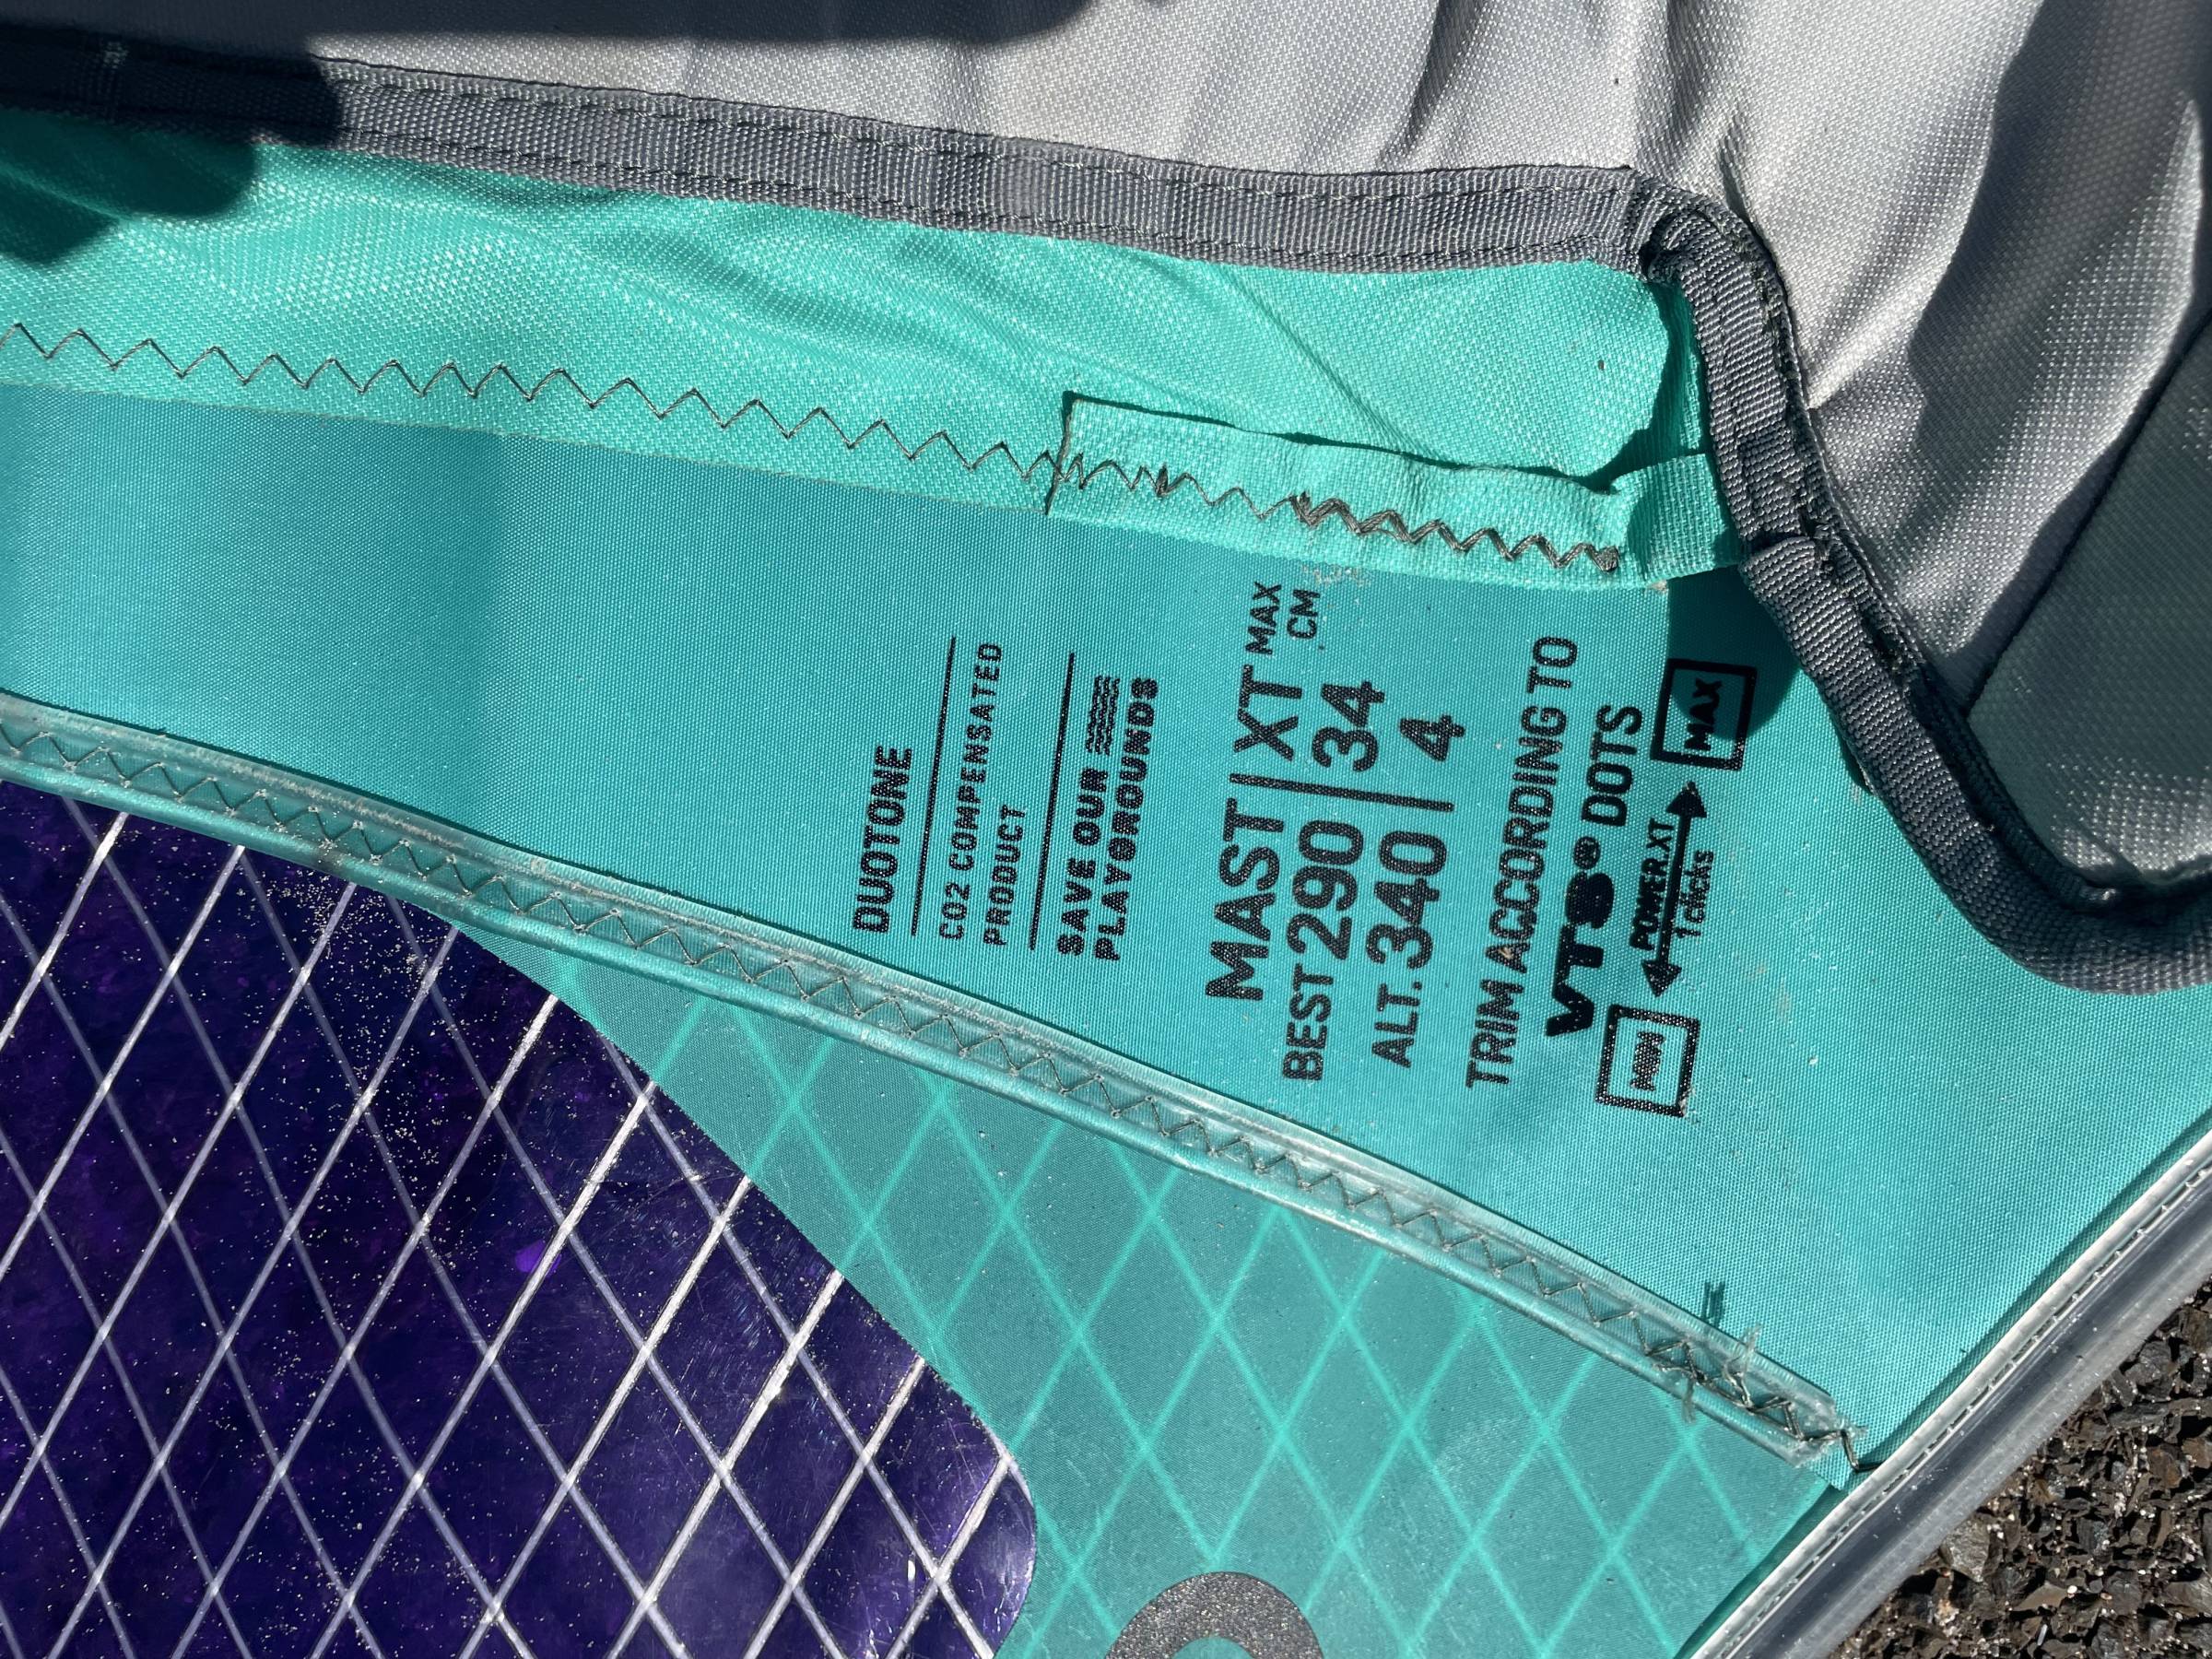 DUOTONE
CO2 COMPENSATED
PRODUCT
SAVE OUR
PLAYGROUNDS
MAST | XT MAX CM
BEST 290 | 34
ALT. 340 | 4
TRIM ACCORDING TO
VTS® DOTS
MIN POWER.XT MAX
1 clicks